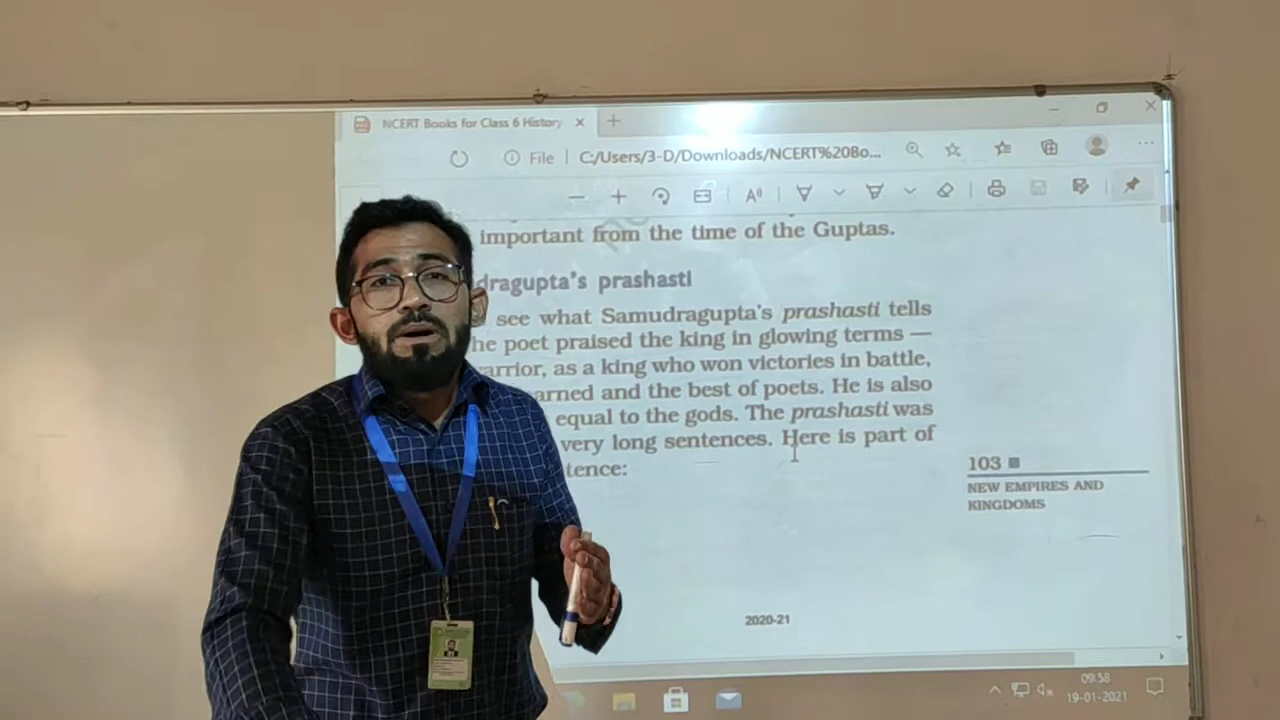 NCERT Books for Class 6 History
File C:/Users/3-D/Downloads/NCERT%20Bo...
important from the time of the Guptas.
dragupta's prashasti
see what Samudragupta's prashasti tells
he poet praised the king in glowing terms —
arrior, as a king who won victories in battle,
arned and the best of poets. He is also
equal to the gods. The prashasti was
very long sentences. Here is part of
tence:
103
NEW EMPIRES AND
KINGDOMS
2020-21
09:58
19-01-2021